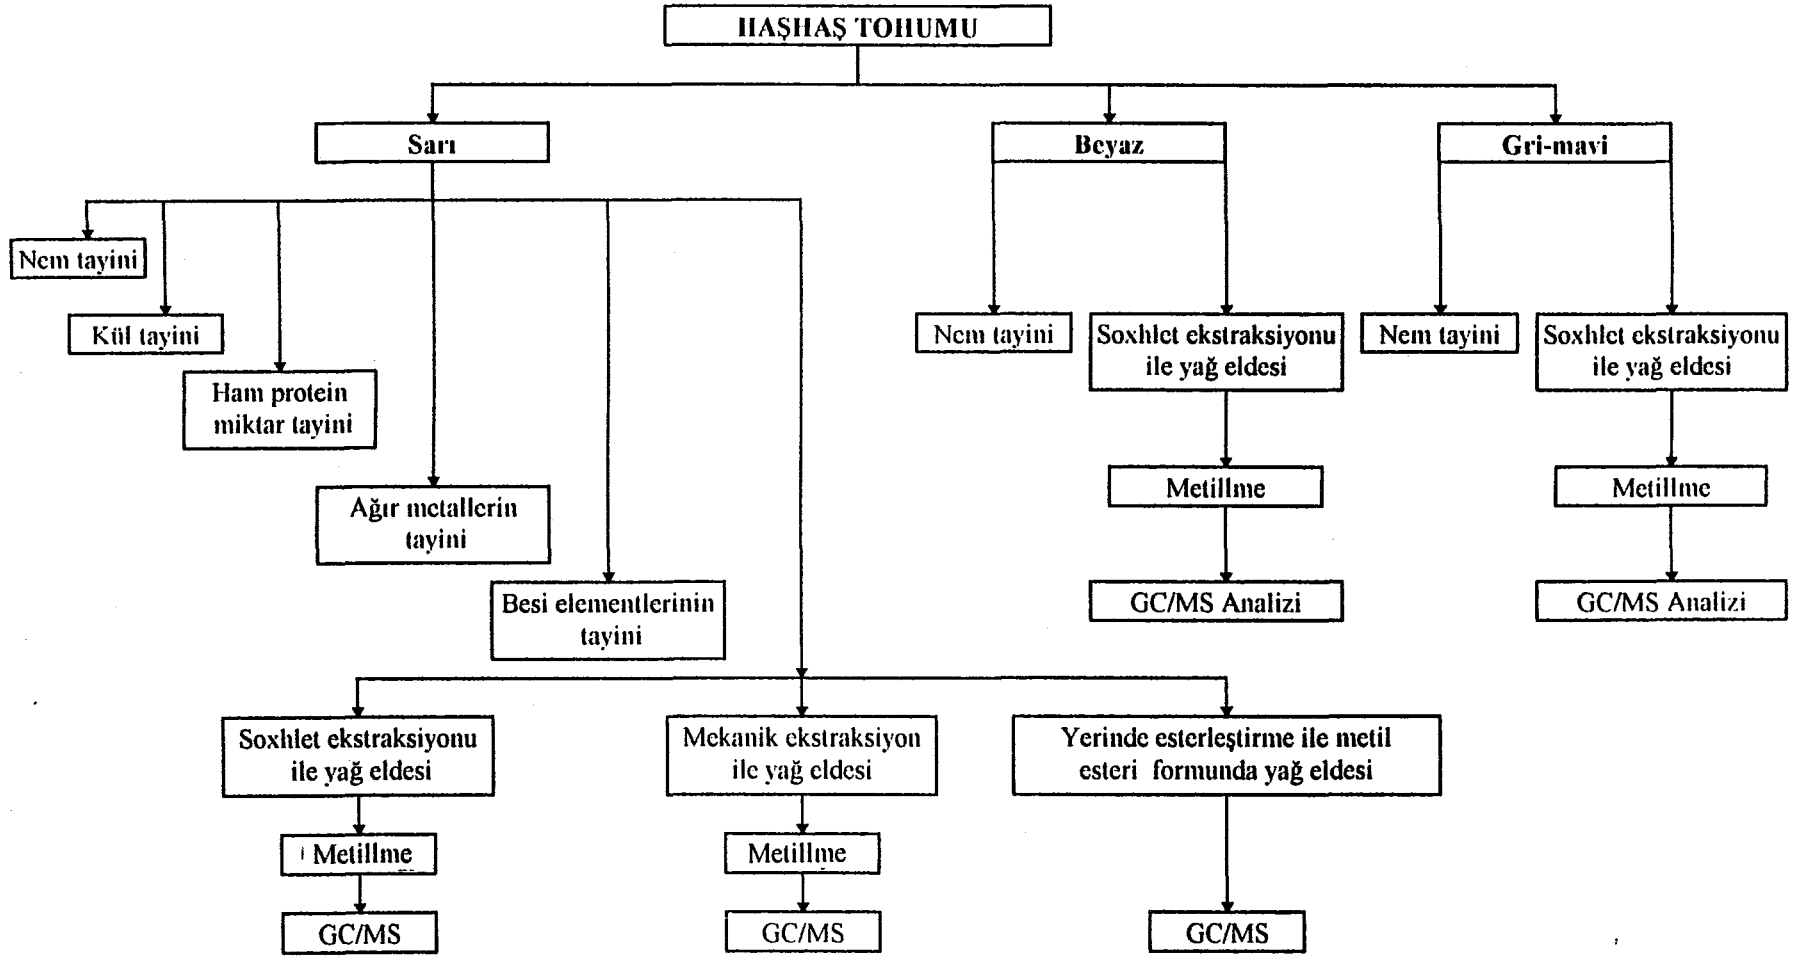 HAŞHAŞ TOHUMU
Sarı
Beyaz
Gri-mavi
Nem tayini
Kül tayini
Ham protein
miktar tayini
Ağır metallerin
tayini
Besi elementlerinin
tayini
Nem tayini
Soxhlet ekstraksiyonu
ile yağ eldesi
Metillme
GC/MS Analizi
Nem tayini
Soxhlet ekstraksiyonu
ile yağ eldesi
Metillme
GC/MS Analizi
Soxhlet ekstraksiyonu
ile yağ eldesi
Metillme
GC/MS
Mekanik ekstraksiyon
ile yağ eldesi
Metillme
GC/MS
Yerinde esterleştirme ile metil
esteri formunda yağ eldesi
GC/MS